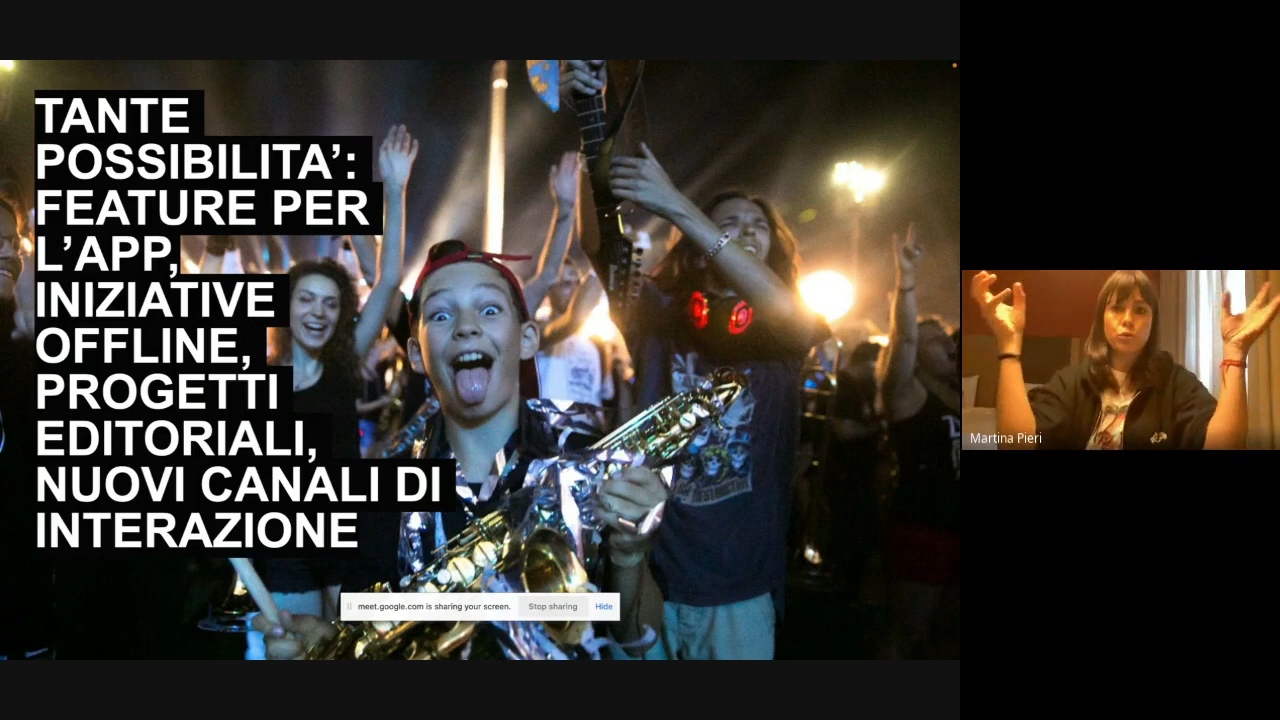 TANTE
POSSIBILITA’:
FEATURE PER
L’APP,
INIZIATIVE
OFFLINE,
PROGETTI
EDITORIALI,
NUOVI CANALI DI
INTERAZIONE
meet.google.com is sharing your screen. Stop sharing Hide
Martina Pieri